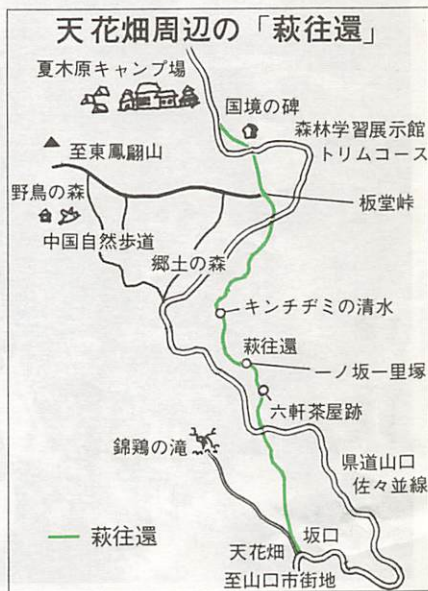 天花畑周辺の「萩往還」
夏木原キャンプ場
国境の碑
森林学習展示館
トリムコース
至東鳳翩山
板堂峠
野鳥の森
中国自然歩道
郷土の森
キンチヂミの清水
萩往還
一ノ坂一里塚
六軒茶屋跡
錦鶏の滝
県道山口
佐々並線
萩往還
天花畑
坂口
至山口市街地